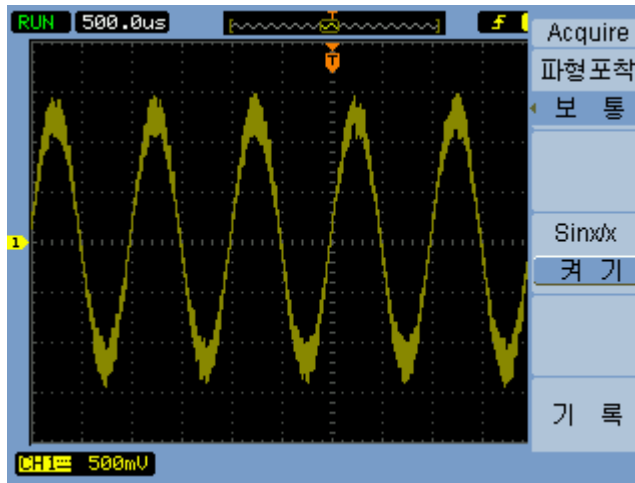 RUN 500.0us
T
1
CH1 500mV
Acquire
파형포착
보 통
Sinx/x
켜 기
기 록